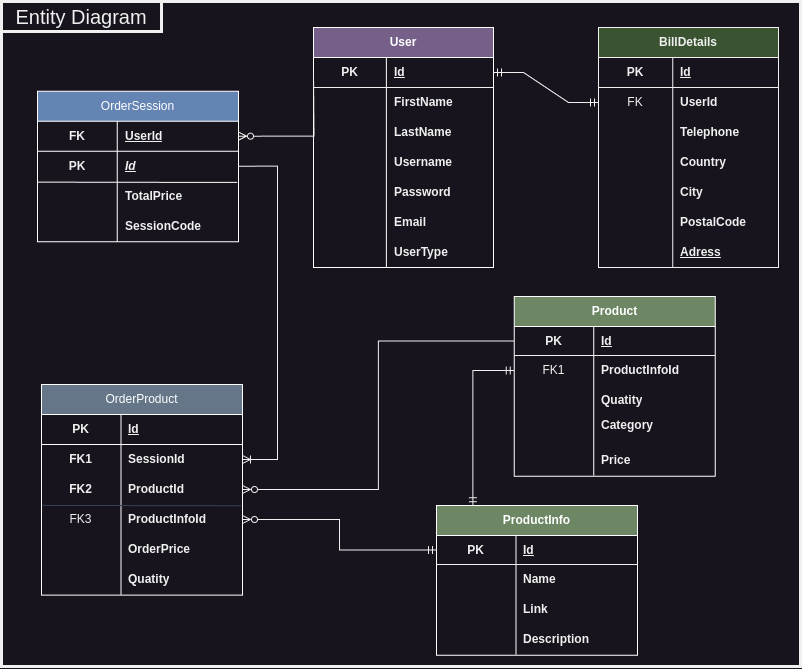 Entity Diagram
User
PK Id
FirstName
LastName
Username
Password
Email
UserType
BillDetails
PK Id
FK UserId
Telephone
Country
City
PostalCode
Adress
OrderSession
FK UserId
PK Id
TotalPrice
SessionCode
Product
PK Id
FK1 ProductInfoId
Quatity
Category
Price
OrderProduct
PK Id
FK1 SessionId
FK2 ProductId
FK3 ProductInfoId
OrderPrice
Quatity
ProductInfo
PK Id
Name
Link
Description